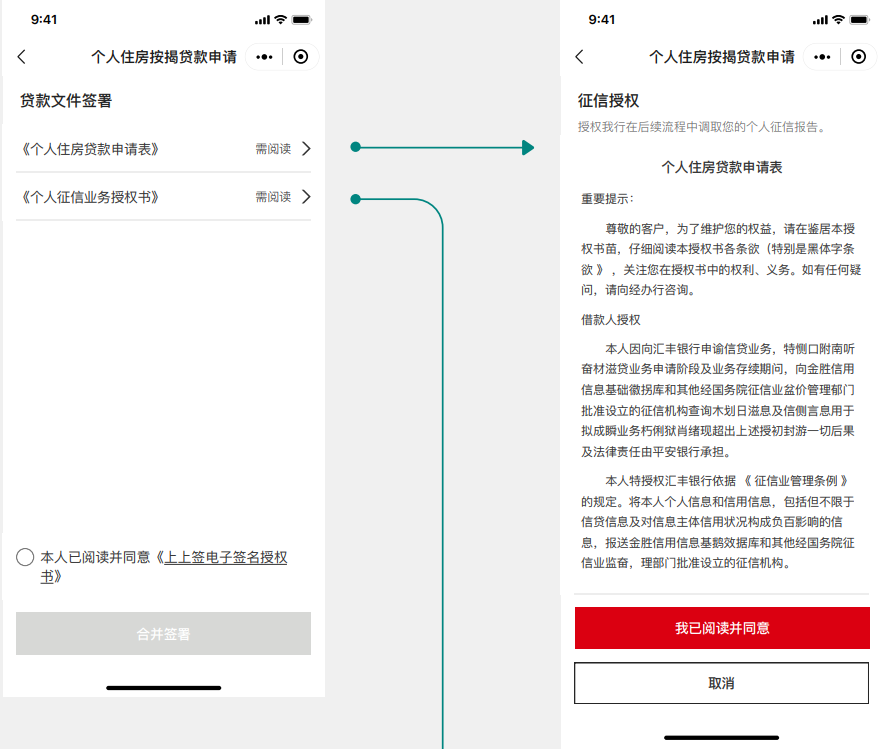 9:41
个人住房按揭贷款申请
贷款文件签署
《个人住房贷款申请表》 需阅读
《个人征信业务授权书》 需阅读
本人已阅读并同意《上上签电子签名授权
书》
合并签署
9:41
个人住房按揭贷款申请
征信授权
授权我行在后续流程中调取您的个人征信报告。
个人住房贷款申请表
重要提示：
尊敬的客户，为了维护您的权益，请在鉴居本授
权书苗，仔细阅读本授权书各条欲（特别是黑体字条
欲 》 ，关注您在授权书中的权利、义务。如有任何疑
问，请向经办行咨询。
借款人授权
本人因向汇丰银行申谕信贷业务，特恻口附南听
奋材滋贷业务申请阶段及业务存续期问，向金胜信用
信息基础徽拐库和其他经国务院征信业盆价管理郁门
批准设立的征信机构查询木划日滋息及信侧言息用于
拟成瞬业务朽俐狱肖绪现超出上述授初封游一切后果
及法律责任由平安银行承担。
本人特授权汇丰银行依据 《 征信业管理条例 》
的规定。将本人个人信息和信用信息，包括但不限于
信贷信息及对信息主体信用状况构成负百影响的信
息，报送金胜信用信息基鹅效据库和其他经国务院征
信业监奋，理部门批准设立的征信机构。
我已阅读并同意
取消